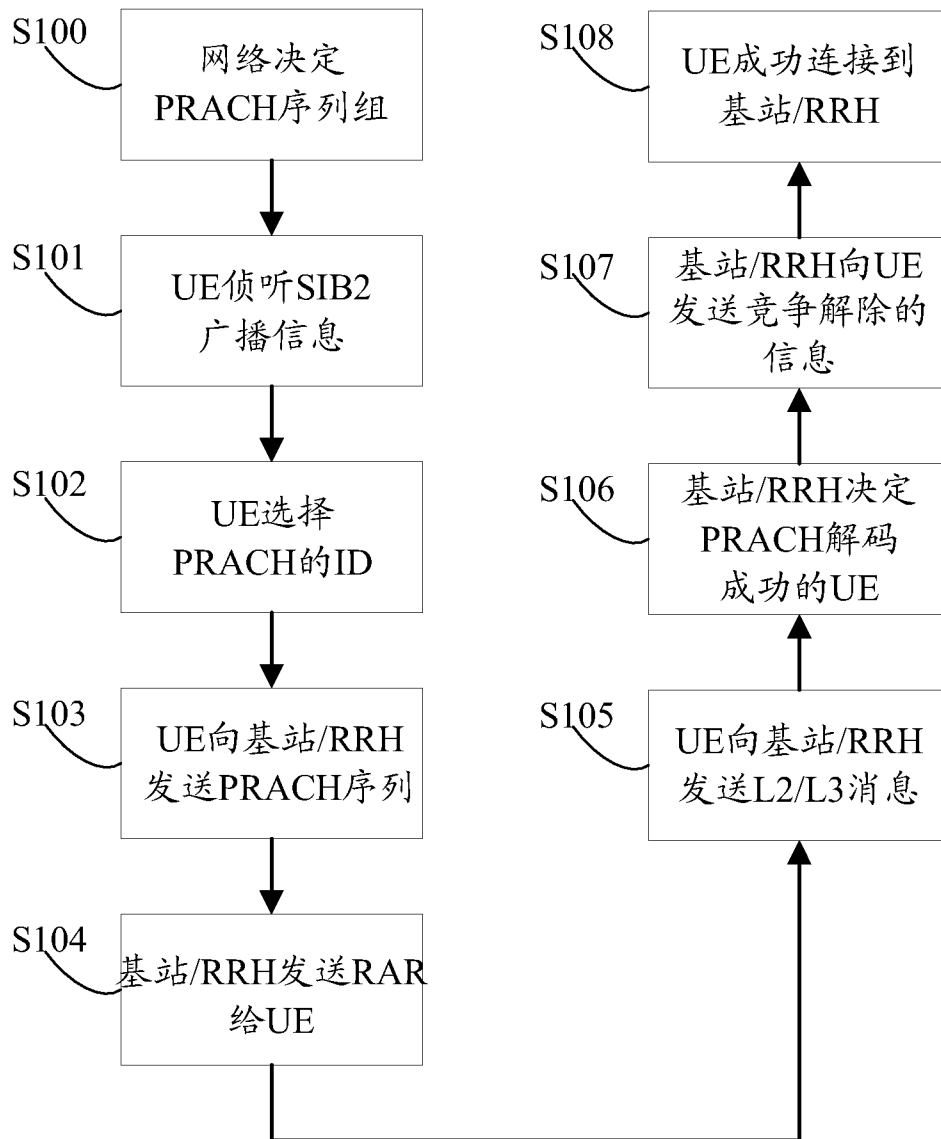 S100
网络决定
PRACH序列组
S101
UE侦听SIB2
广播信息
S102
UE选择
PRACH的ID
S103
UE向基站/RRH
发送PRACH序列
S104
基站/RRH发送RAR
给UE
S105
UE向基站/RRH
发送L2/L3消息
S106
基站/RRH决定
PRACH解码
成功的UE
S107
基站/RRH向UE
发送竞争解除的
信息
S108
UE成功连接到
基站/RRH